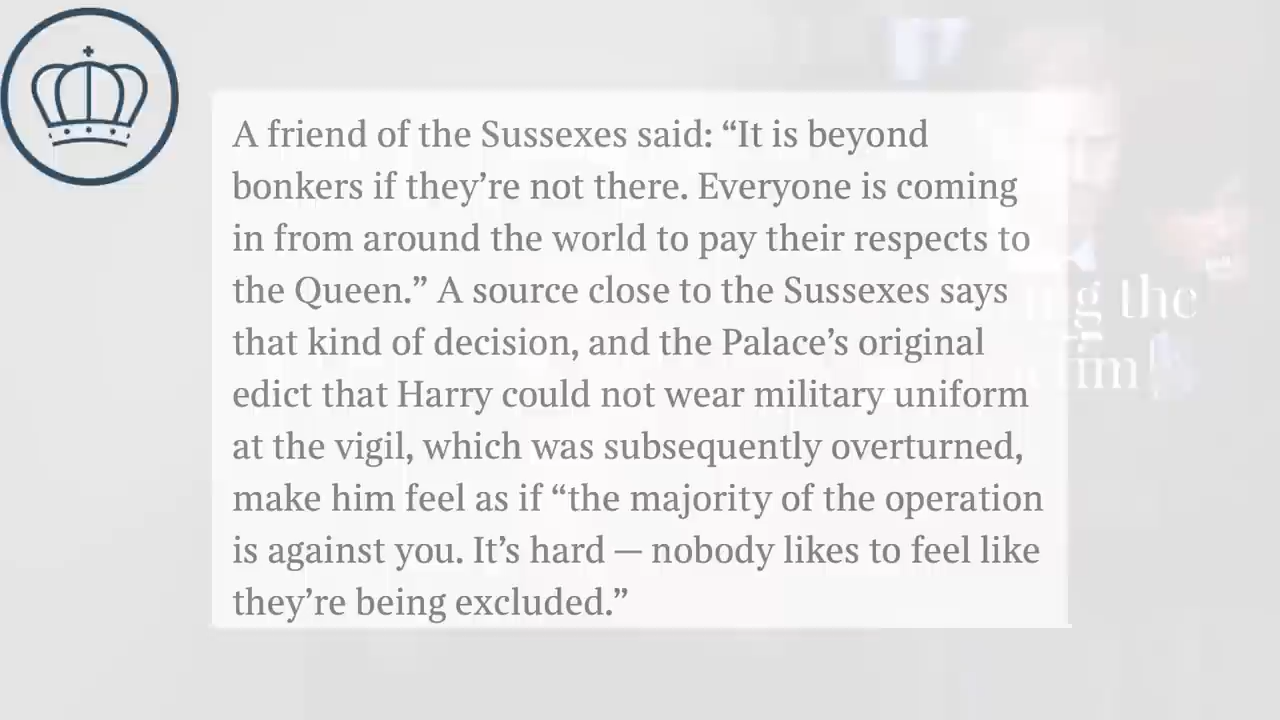 A friend of the Sussexes said: “It is beyond
bonkers if they’re not there. Everyone is coming
in from around the world to pay their respects to
the Queen.” A source close to the Sussexes says
that kind of decision, and the Palace’s original
edict that Harry could not wear military uniform
at the vigil, which was subsequently overturned,
make him feel as if “the majority of the operation
is against you. It’s hard — nobody likes to feel like
they’re being excluded.”
the